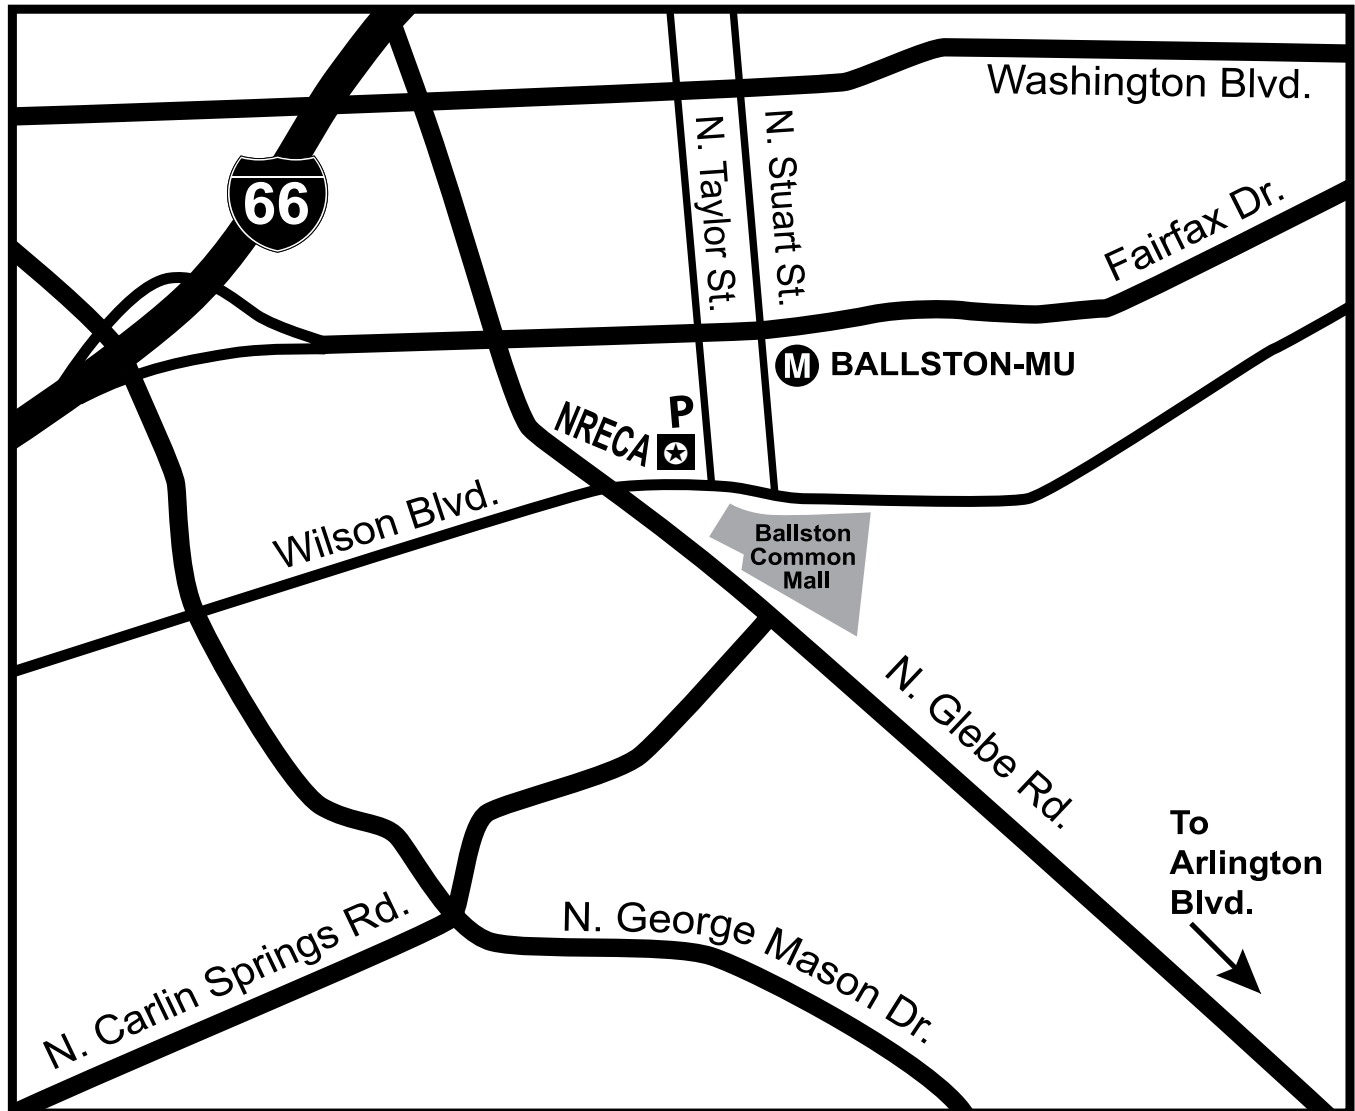 Washington Blvd.
N. Taylor St.
N. Stuart St.
66
Fairfax Dr.
M BALLSTON-MU
P
NRECA
Wilson Blvd.
Ballston
Common
Mall
N. Glebe Rd.
To
Arlington
Blvd.
N. Carlin Springs Rd.
N. George Mason Dr.